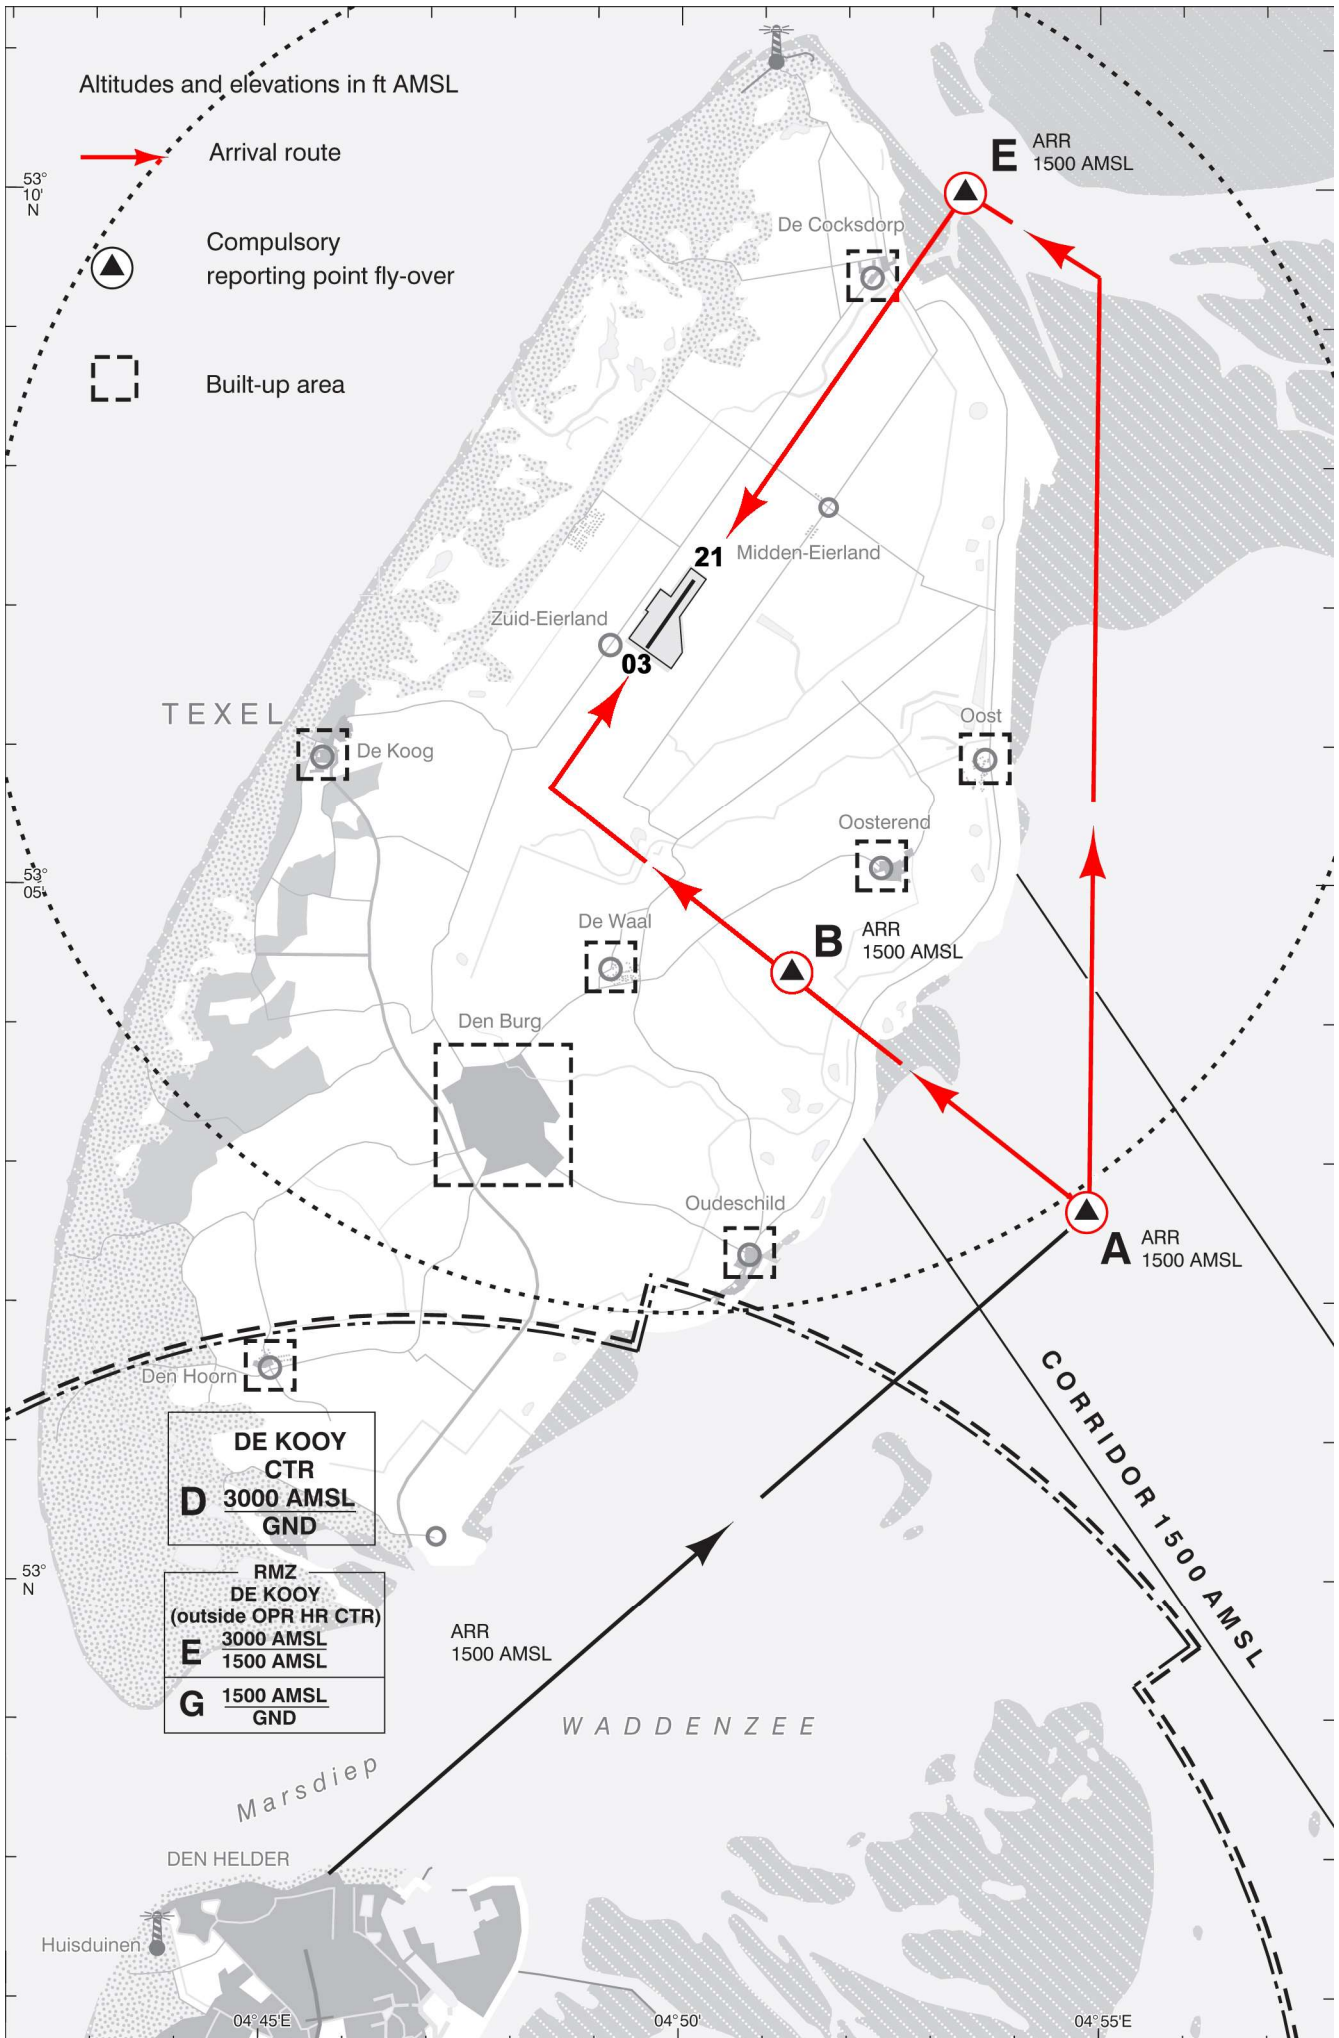 Altitudes and elevations in ft AMSL
Arrival route
Compulsory
reporting point fly-over
Built-up area
E
ARR
1500 AMSL
53°
10'
N
De Cocksdorp
21
Midden-Eierland
Zuid-Eierland
03
TEXEL
De Koog
Oost
Oosterend
53°
05'
De Waal
B
ARR
1500 AMSL
Den Burg
Oudeschild
A
ARR
1500 AMSL
Den Hoorn
CORRIDOR 1500 AMSL
DE KOOY
CTR
D
3000 AMSL
GND
53°
N
RMZ
DE KOOY
(outside OPR HR CTR)
E
3000 AMSL
1500 AMSL
G
1500 AMSL
GND
ARR
1500 AMSL
WADDENZEE
Marsdiep
DEN HELDER
Huisduinen
04°45'E
04°50'
04°55'E